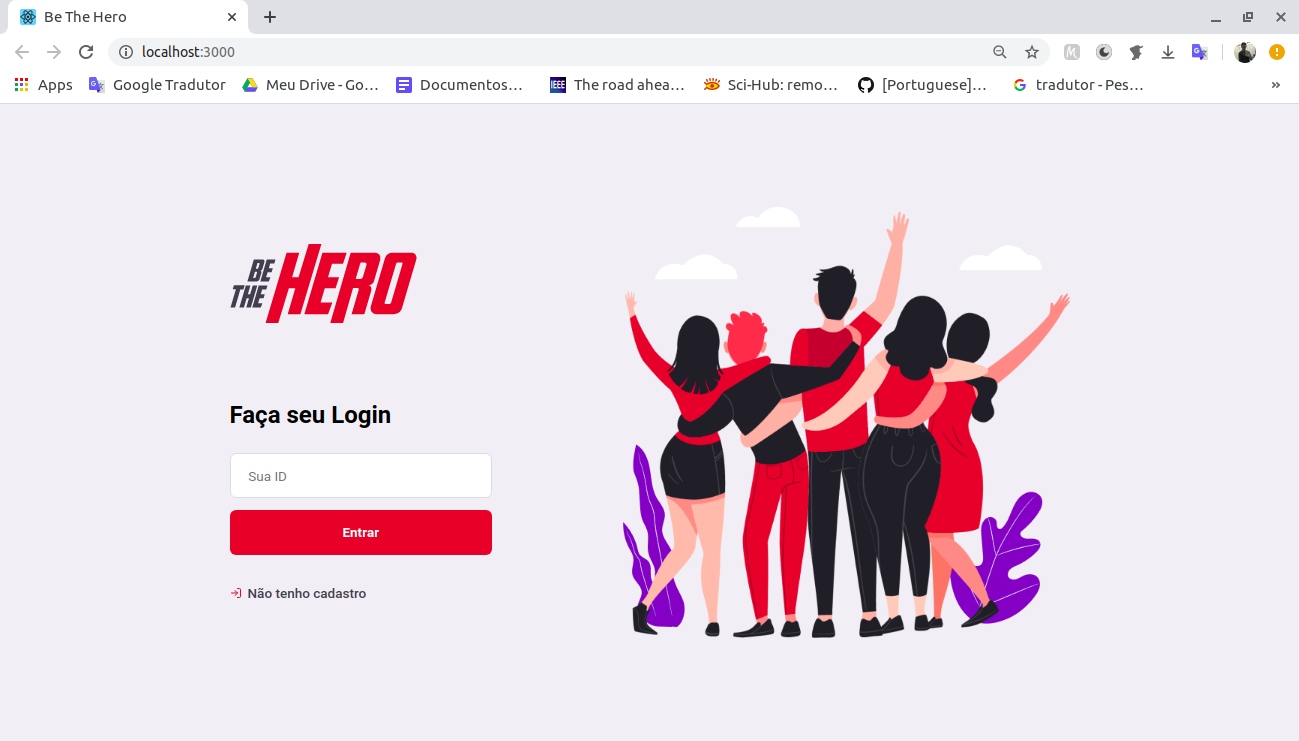 Be The Hero
localhost:3000
Apps
Google Tradutor
Meu Drive - Go...
Documentos...
IEEE
The road ahea...
Sci-Hub: remo...
[Portuguese]...
tradutor - Pes...
»
BE
THE
HERO
Faça seu Login
Sua ID
Entrar
Não tenho cadastro